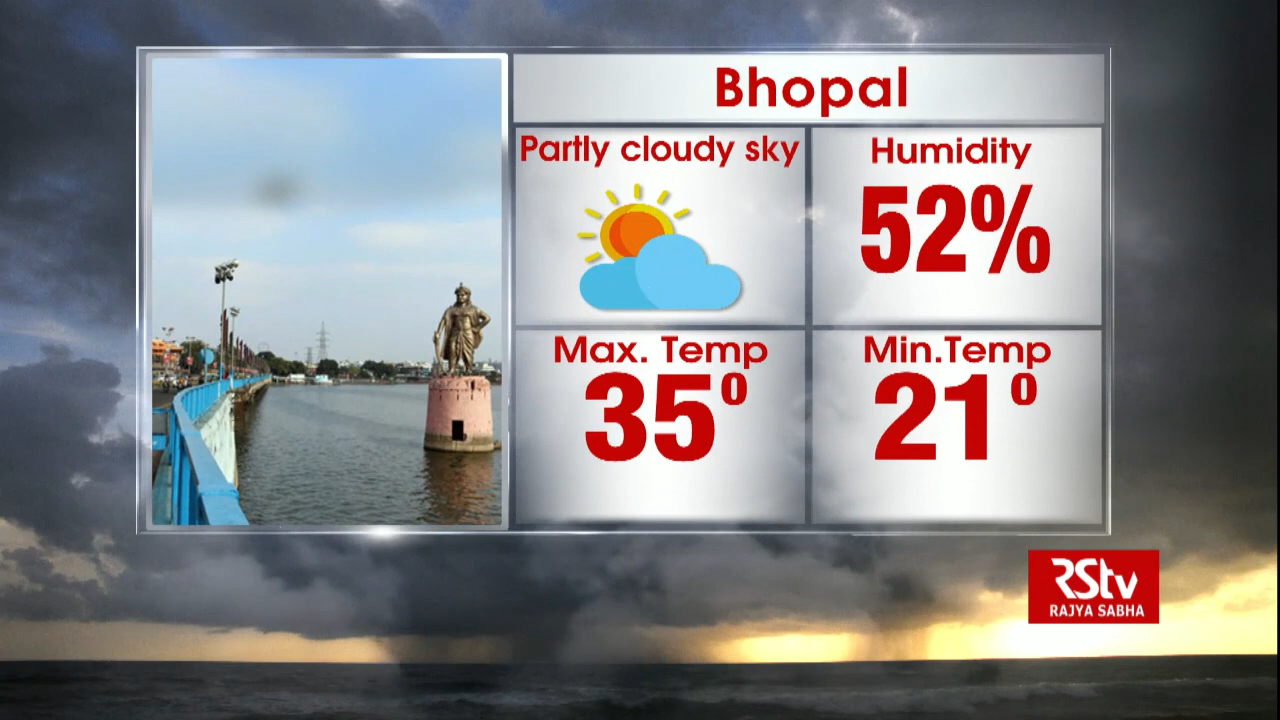 Bhopal
Partly cloudy sky
Humidity
52%
Max. Temp
35⁰
Min.Temp
21⁰
RStv
RAJYA SABHA